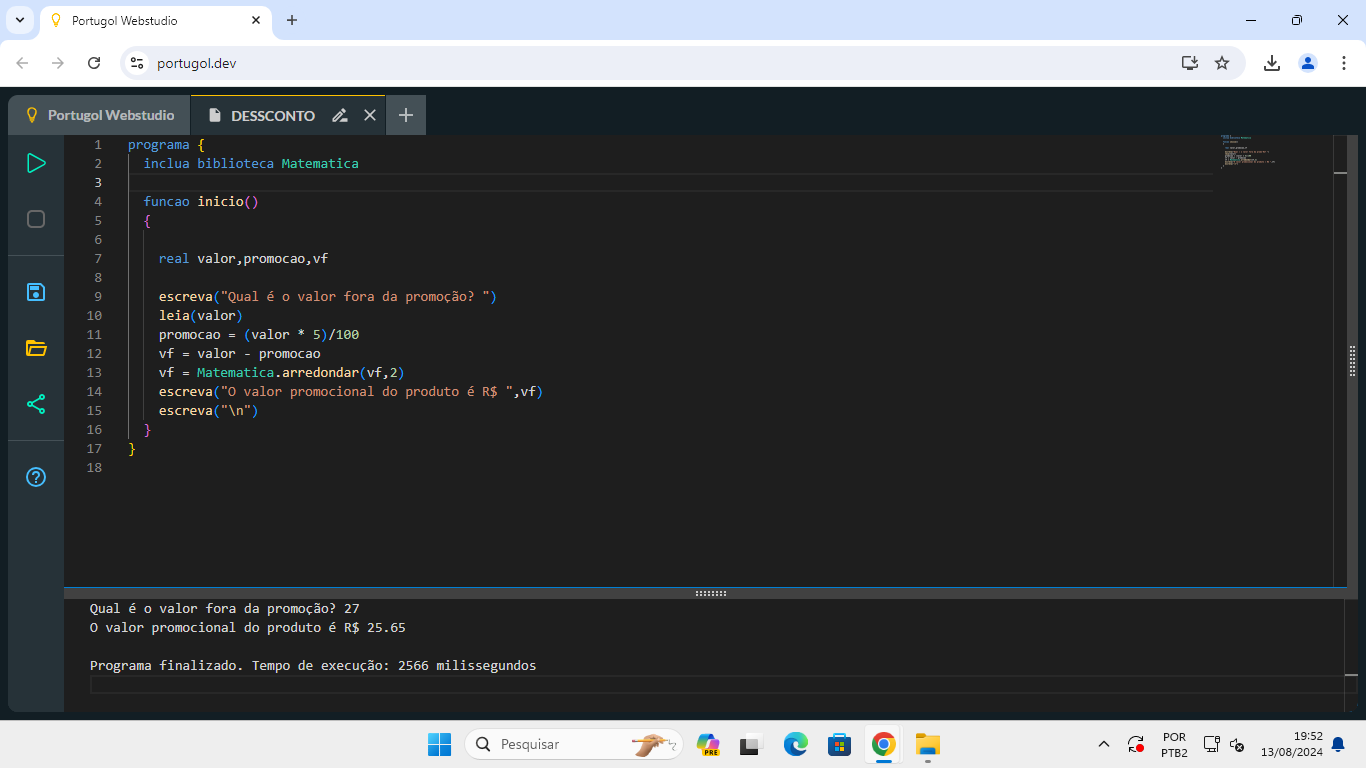 Portugol Webstudio
portugol.dev
Portugol Webstudio
DESSCONTO
1 programa {
2 inclua biblioteca Matematica
3
4 funcao inicio()
5 {
6
7 real valor,promocao,vf
8
9 escreva("Qual é o valor fora da promoção? ")
10 leia(valor)
11 promocao = (valor * 5)/100
12 vf = valor - promocao
13 vf = Matematica.arredondar(vf,2)
14 escreva("O valor promocional do produto é R$ ",vf)
15 escreva("\n")
16 }
17 }
18
Qual é o valor fora da promoção? 27
O valor promocional do produto é R$ 25.65
Programa finalizado. Tempo de execução: 2566 milissegundos
Pesquisar
PRE
POR
PTB2
19:52
13/08/2024